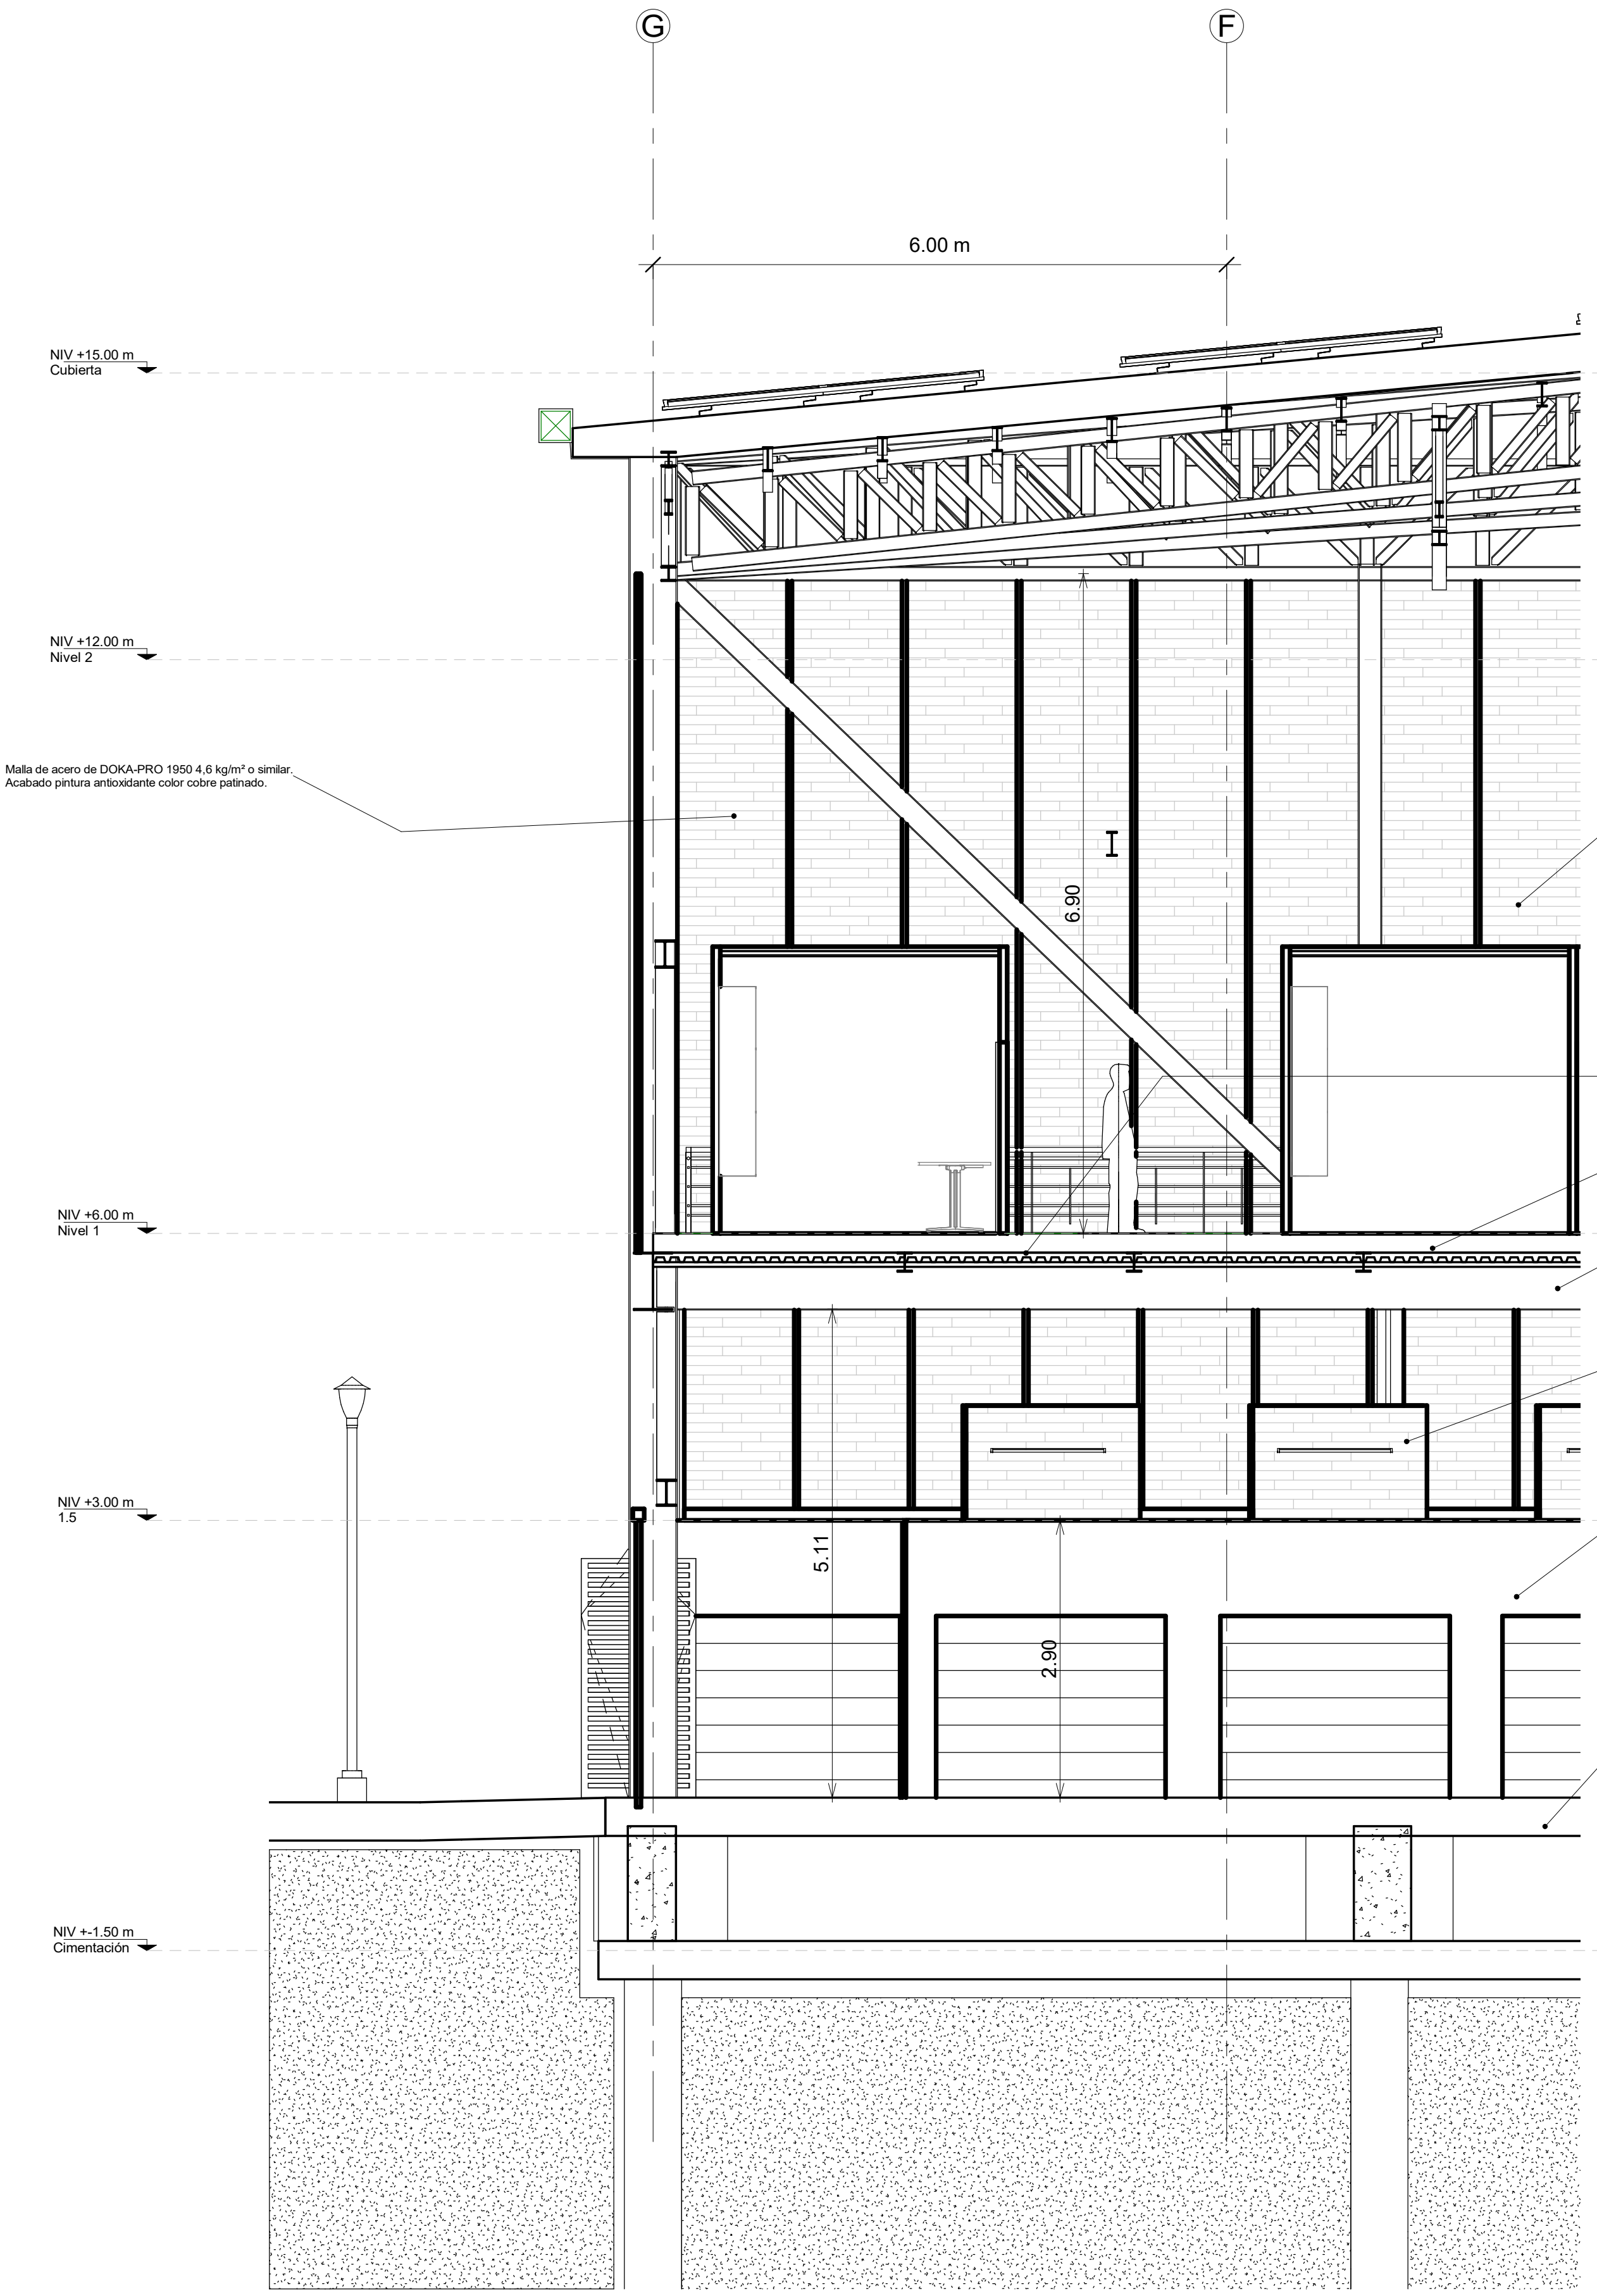 G
F
6.00 m
NIV +15.00 m
Cubierta
NIV +12.00 m
Nivel 2
Malla de acero de DOKA-PRO 1950 4,6 kg/m² o similar.
Acabado pintura antioxidante color cobre patinado.
6.90
NIV +6.00 m
Nivel 1
NIV +3.00 m
1.5
5.11
2.90
NIV +-1.50 m
Cimentación